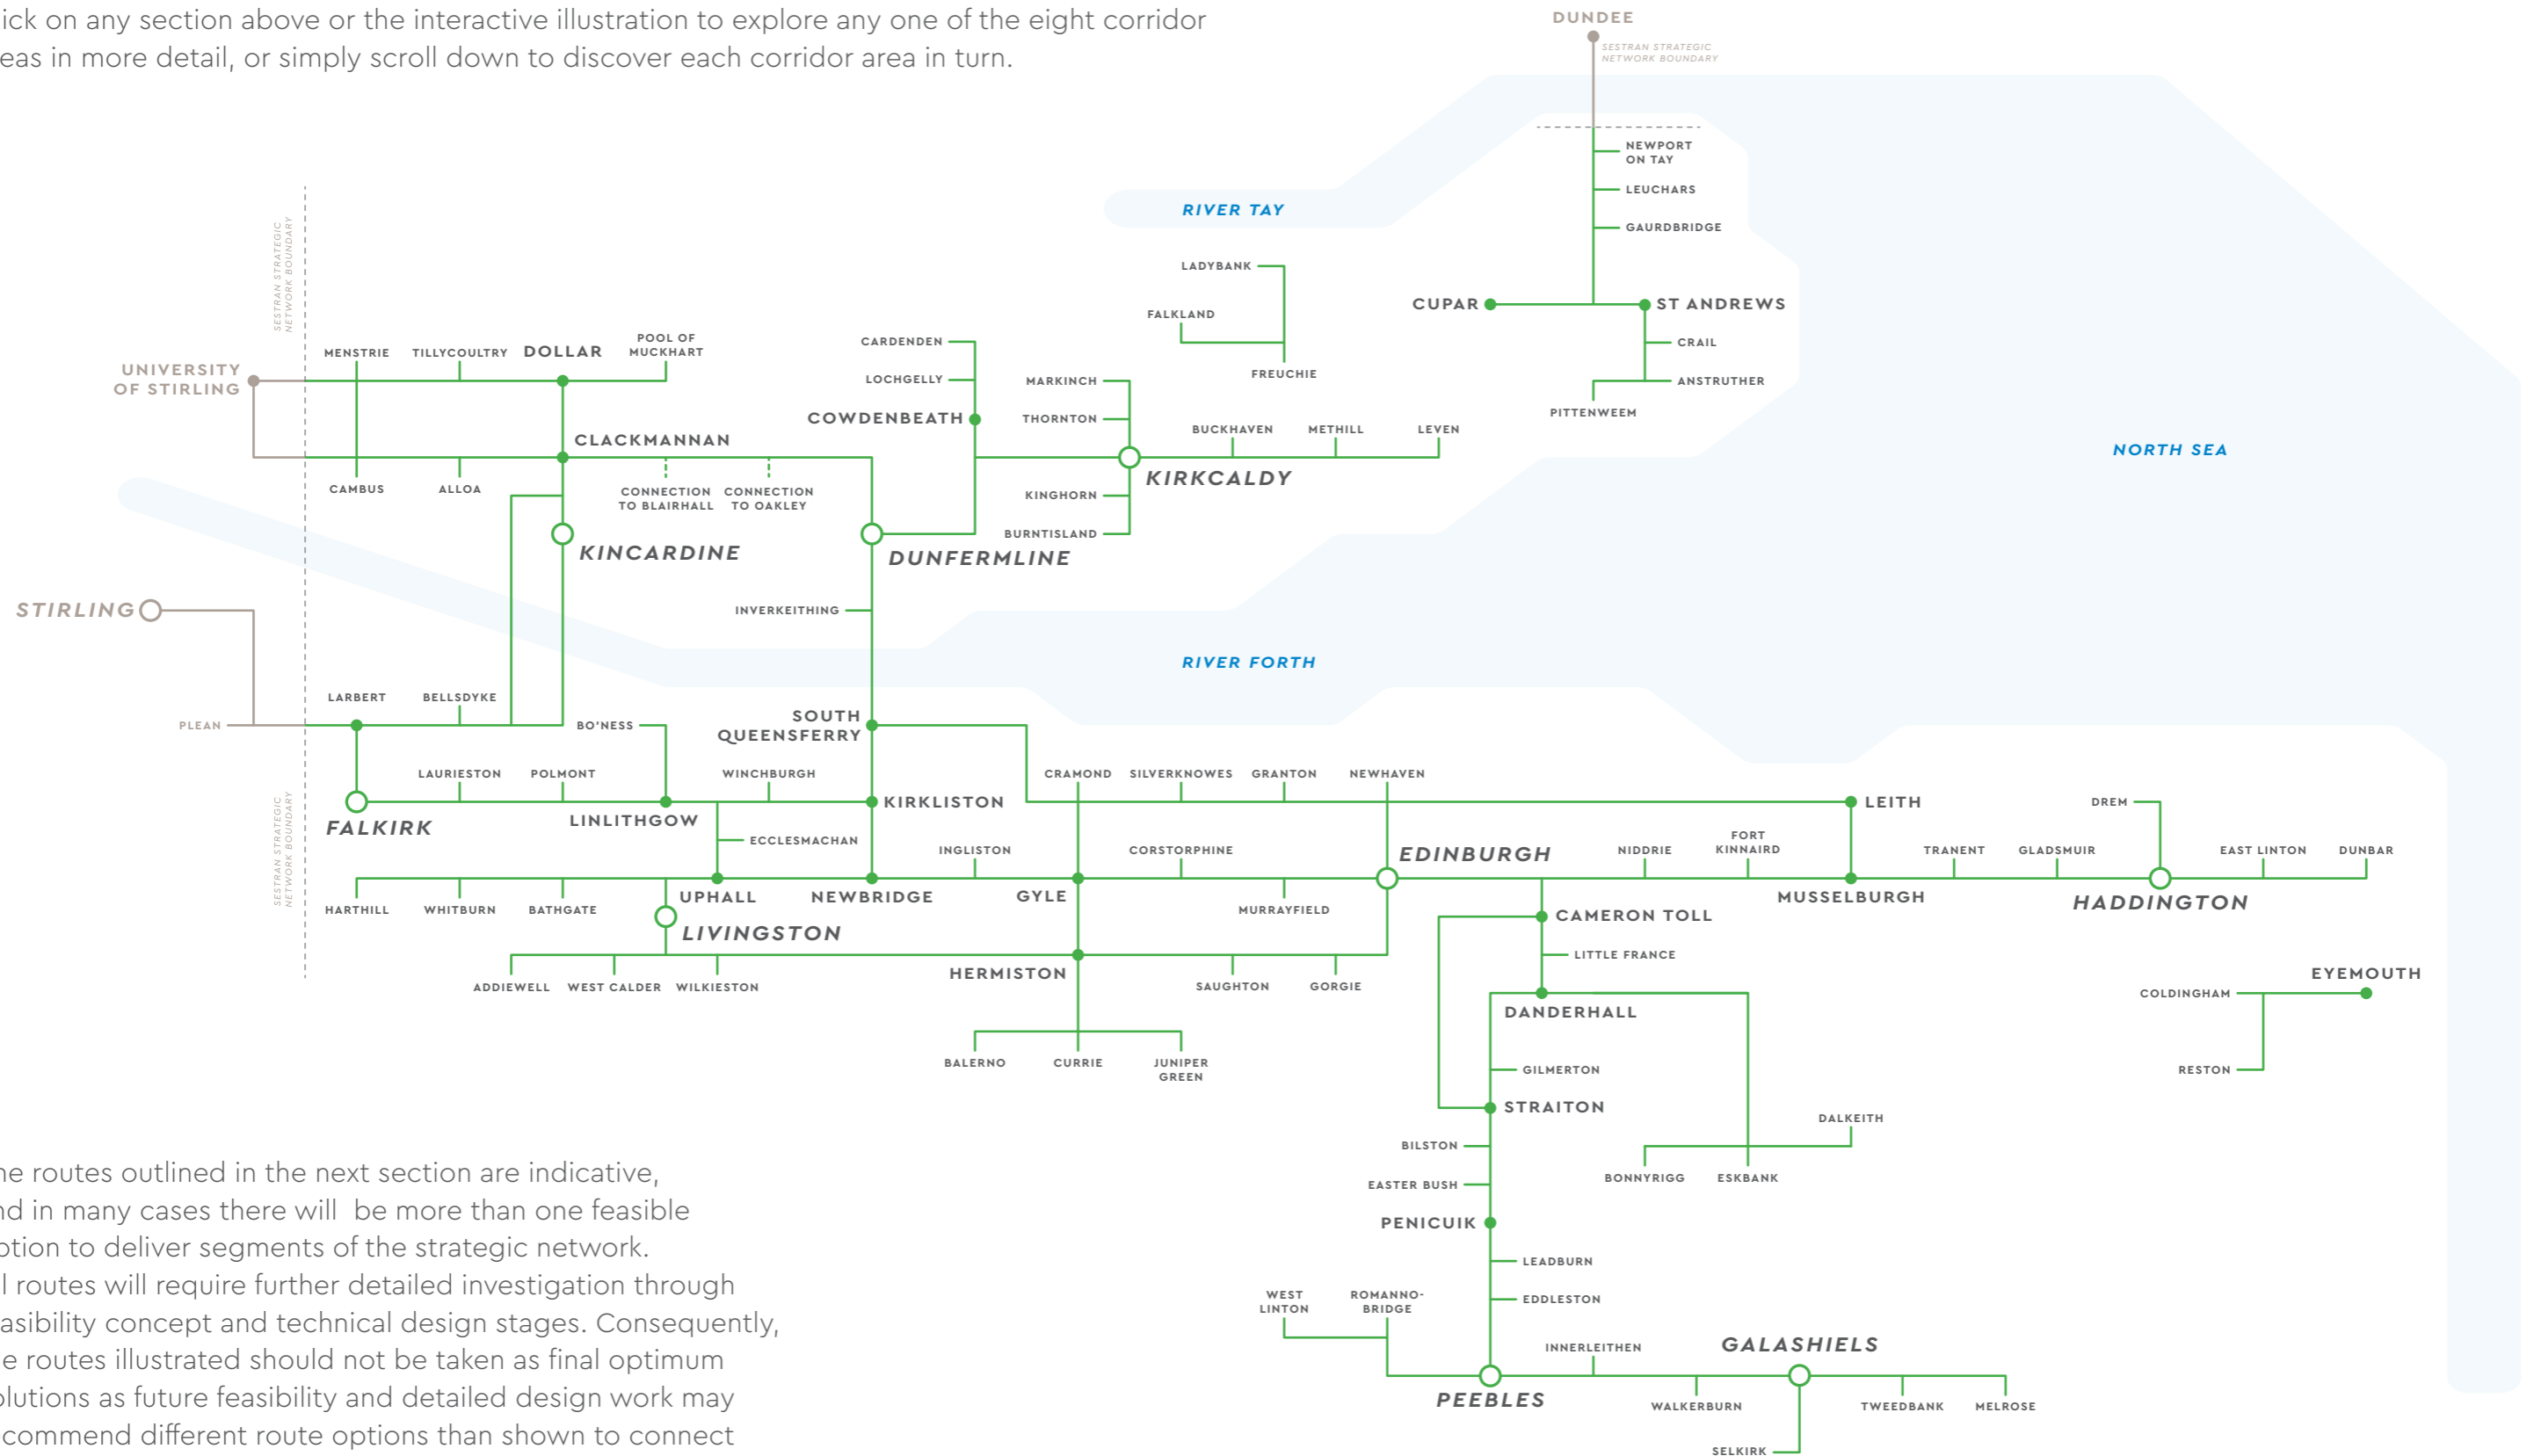 ick on any section above or the interactive illustration to explore any one of the eight corridor
eas in more detail, or simply scroll down to discover each corridor area in turn.
DUNDEE
SESTRAN STRATEGIC
NETWORK BOUNDARY
NEWPORT
ON TAY
LEUCHARS
GAURDBRIDGE
RIVER TAY
LADYBANK
FALKLAND
FREUCHIE
CUPAR
ST ANDREWS
CRAIL
ANSTRUTHER
PITTENWEEM
NORTH SEA
SESTRAN STRATEGIC
NETWORK BOUNDARY
UNIVERSITY
OF STIRLING
MENSTRIE
TILLYCOULTRY
DOLLAR
POOL OF
MUCKHART
CARDENDEN
LOCHGELLY
COWDENBEATH
MARKINCH
THORNTON
BUCKHAVEN
METHILL
LEVEN
CLACKMANNAN
KIRKCALDY
CAMBUS
ALLOA
CONNECTION
TO BLAIRHALL
CONNECTION
TO OAKLEY
KINGHORN
BURNTISLAND
KINCARDINE
DUNFERMLINE
STIRLING
INVERKEITHING
RIVER FORTH
PLEAN
LARBERT
BELLSDYKE
BO'NESS
SOUTH
QUEENSFERRY
LAURIESTON
POLMONT
WINCHBURGH
CRAMOND
SILVERKNOWES
GRANTON
NEWHAVEN
SESTRAN STRATEGIC
NETWORK BOUNDARY
FALKIRK
LINLITHGOW
KIRKLISTON
LEITH
DREM
ECCLESMACHAN
INGLISTON
CORSTORPHINE
EDINBURGH
NIDDRIE
FORT
KINNAIRD
TRANENT
GLADSMUIR
EAST LINTON
DUNBAR
HARTHILL
WHITBURN
BATHGATE
UPHALL
NEWBRIDGE
GYLE
MURRAYFIELD
MUSSELBURGH
HADDINGTON
LIVINGSTON
CAMERON TOLL
LITTLE FRANCE
HERMISTON
ADDIEWELL
WEST CALDER
WILKIESTON
SAUGHTON
GORGIE
EYEMOUTH
COLDINGHAM
RESTON
DANDERHALL
BALERNO
CURRIE
JUNIPER
GREEN
GILMERTON
STRAITON
DALKEITH
BILSTON
BONNYRIGG
ESKBANK
EASTER BUSH
PENICUIK
LEADBURN
EDDLESTON
WEST
LINTON
ROMANNO-
BRIDGE
INNERLEITHEN
GALASHIELS
PEEBLES
WALKERBURN
TWEEDBANK
MELROSE
SELKIRK
ne routes outlined in the next section are indicative,
nd in many cases there will be more than one feasible
ption to deliver segments of the strategic network.
l routes will require further detailed investigation through
asibility concept and technical design stages. Consequently,
e routes illustrated should not be taken as final optimum
olutions as future feasibility and detailed design work may
ecommend different route options than shown to connect